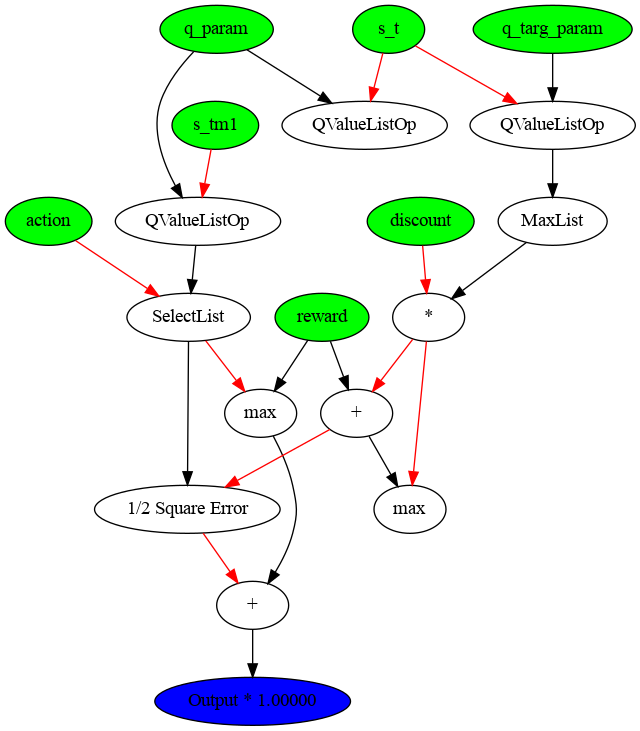 q_param
s_t
q_targ_param
s_tm1
QValueListOp
QValueListOp
action
QValueListOp
discount
MaxList
SelectList
reward
*
max
+
1/2 Square Error
max
+
Output * 1.00000